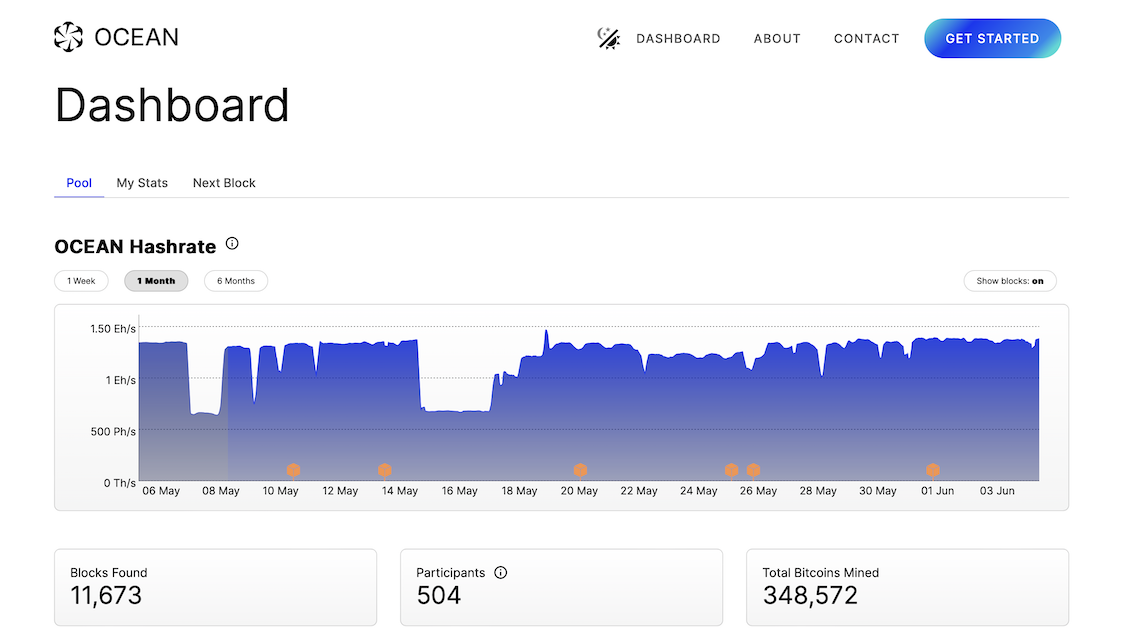 OCEAN
DASHBOARD ABOUT CONTACT GET STARTED
Dashboard
Pool My Stats Next Block
OCEAN Hashrate
1 Week 1 Month 6 Months Show blocks: on
1.50 Eh/s
1 Eh/s
500 Ph/s
0 Th/s
06 May 08 May 10 May 12 May 14 May 16 May 18 May 20 May 22 May 24 May 26 May 28 May 30 May 01 Jun 03 Jun
Blocks Found Participants Total Bitcoins Mined
11,673 504 348,572